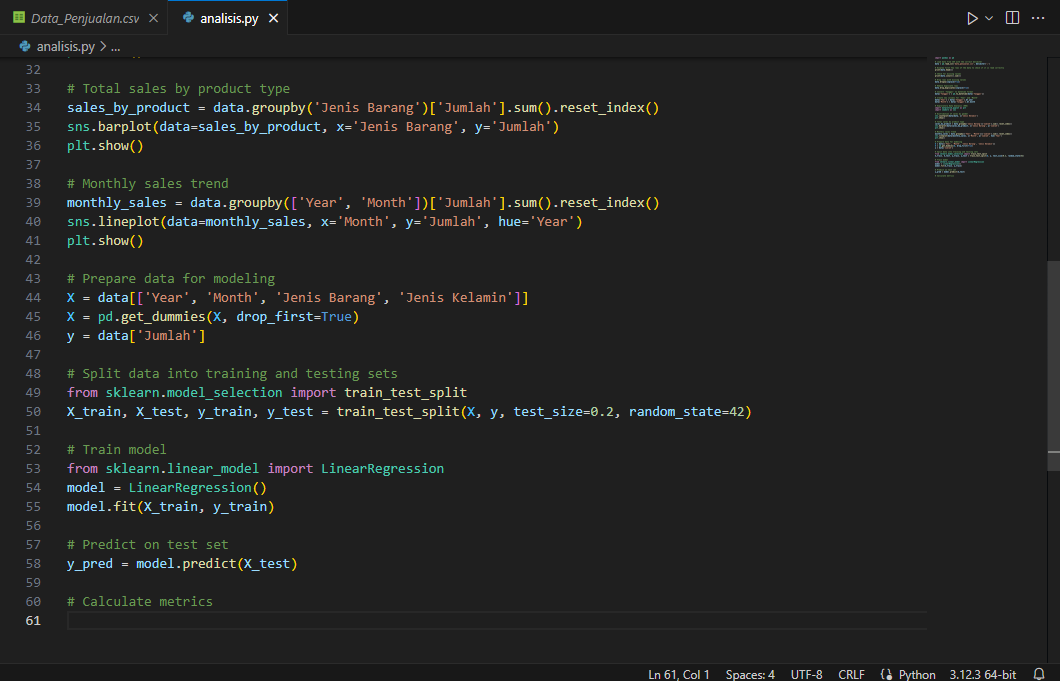 Data_Penjualan.csv
analisis.py
analisis.py > ...
32
33 # Total sales by product type
34 sales_by_product = data.groupby('Jenis Barang')['Jumlah'].sum().reset_index()
35 sns.barplot(data=sales_by_product, x='Jenis Barang', y='Jumlah')
36 plt.show()
37
38 # Monthly sales trend
39 monthly_sales = data.groupby(['Year', 'Month'])['Jumlah'].sum().reset_index()
40 sns.lineplot(data=monthly_sales, x='Month', y='Jumlah', hue='Year')
41 plt.show()
42
43 # Prepare data for modeling
44 X = data[['Year', 'Month', 'Jenis Barang', 'Jenis Kelamin']]
45 X = pd.get_dummies(X, drop_first=True)
46 y = data['Jumlah']
47
48 # Split data into training and testing sets
49 from sklearn.model_selection import train_test_split
50 X_train, X_test, y_train, y_test = train_test_split(X, y, test_size=0.2, random_state=42)
51
52 # Train model
53 from sklearn.linear_model import LinearRegression
54 model = LinearRegression()
55 model.fit(X_train, y_train)
56
57 # Predict on test set
58 y_pred = model.predict(X_test)
59
60 # Calculate metrics
61
Ln 61, Col 1 Spaces: 4 UTF-8 CRLF Python 3.12.3 64-bit